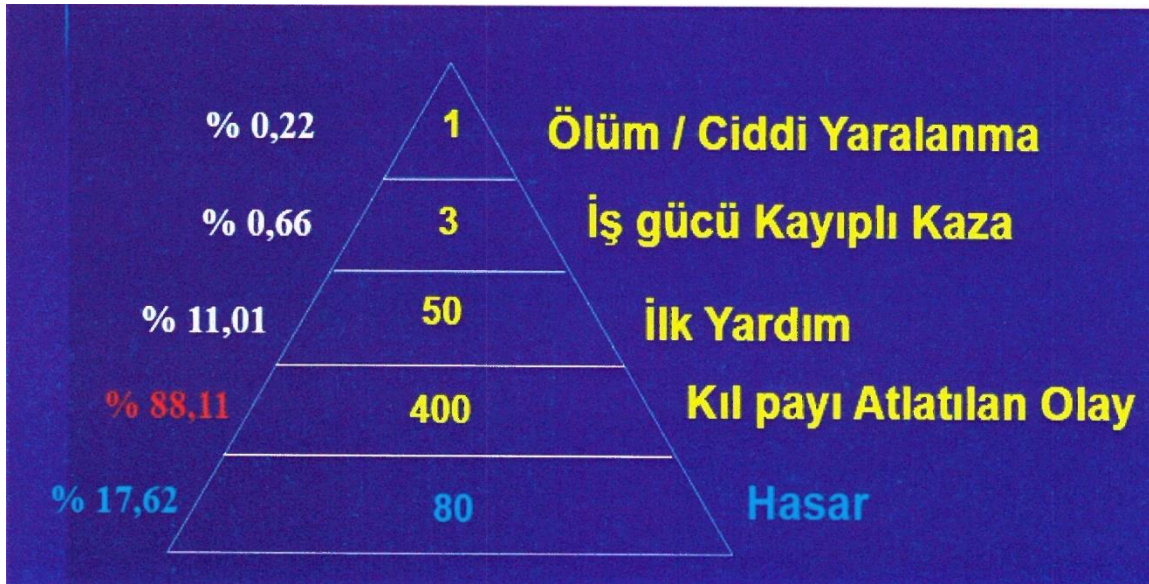 % 0,22 1 Ölüm / Ciddi Yaralanma
% 0,66 3 İş gücü Kayıplı Kaza
% 11,01 50 İlk Yardım
% 88,11 400 Kıl payı Atlatılan Olay
% 17,62 80 Hasar